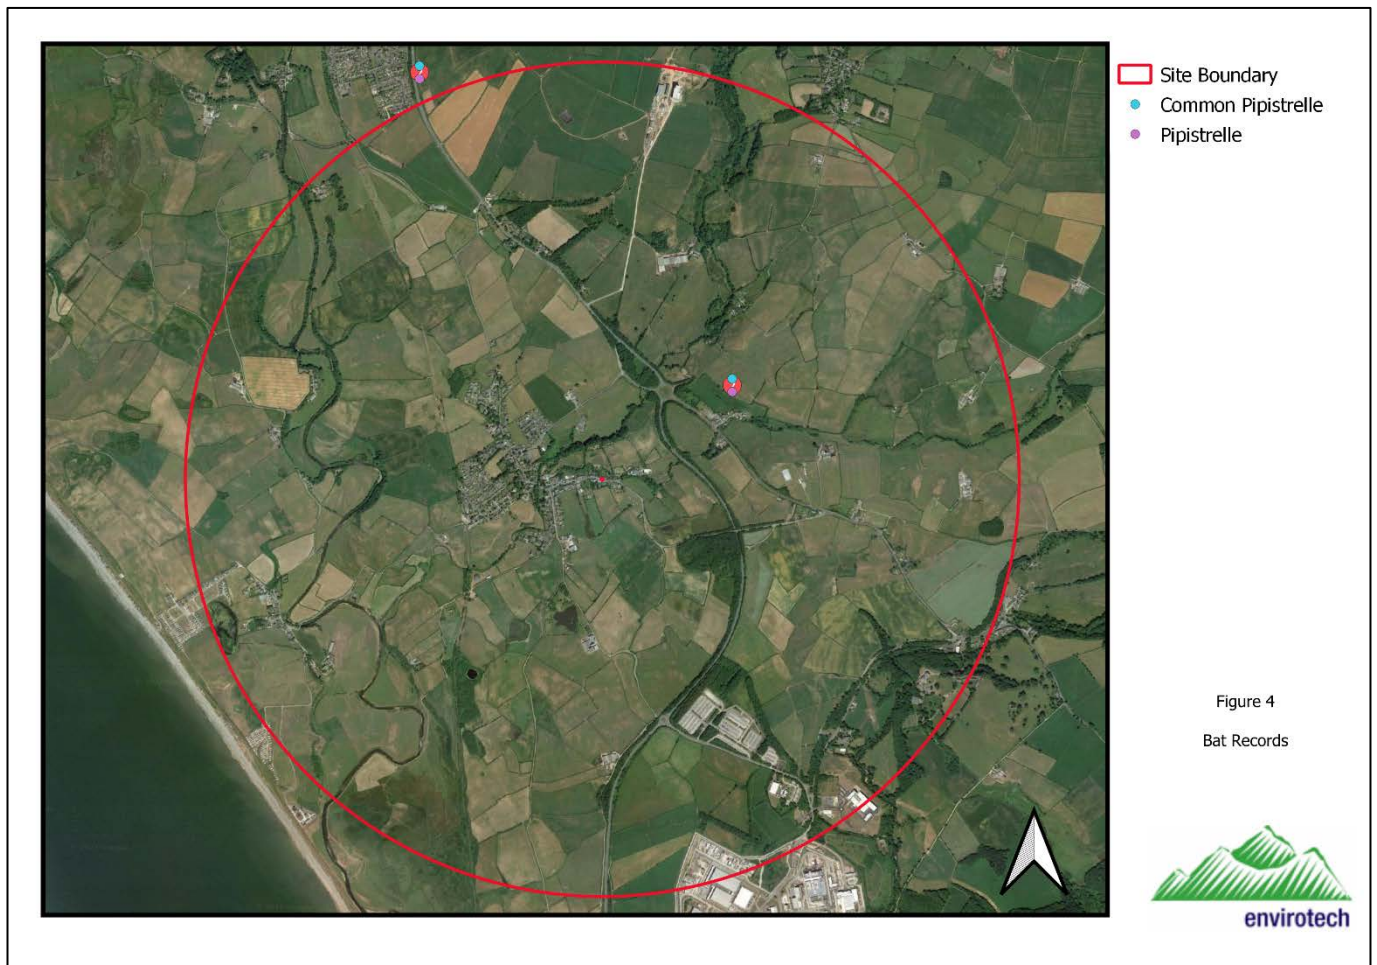 Site Boundary
Common Pipistrelle
Pipistrelle
Figure 4
Bat Records
envirotech